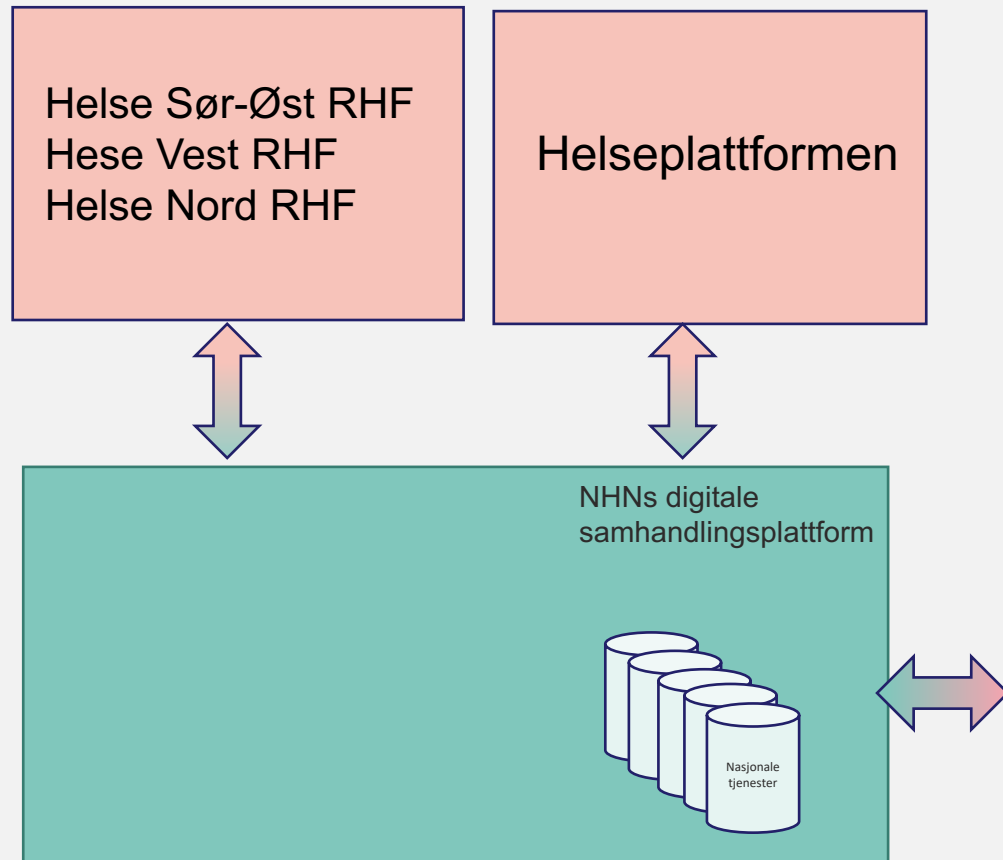 Helse Sør-Øst RHF
Hese Vest RHF
Helse Nord RHF
Helseplattformen
NHNs digitale
samhandlingsplattform
Nasjonale
tjenester